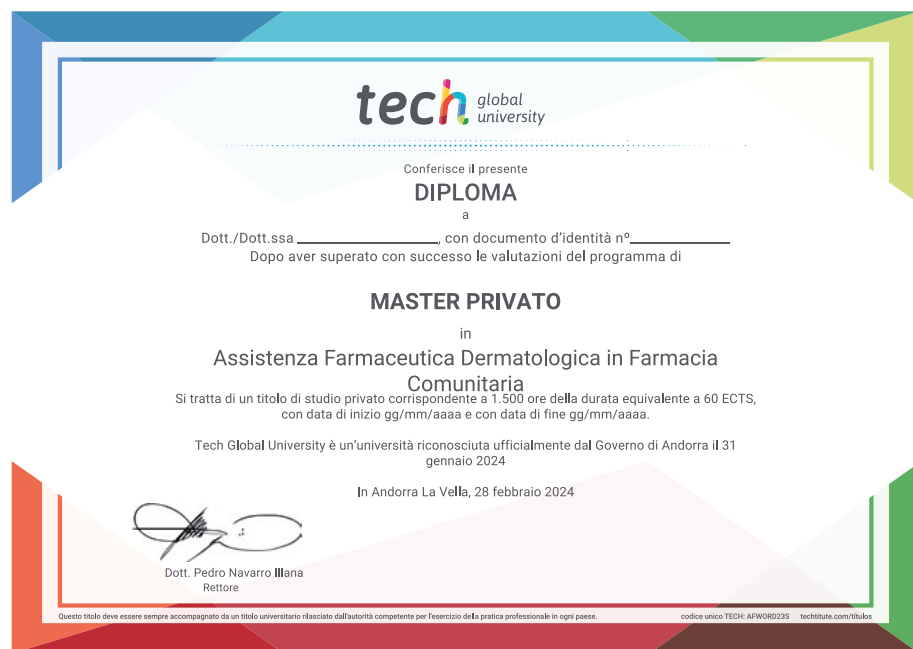 tech global university
Conferisce il presente
DIPLOMA
a
Dott./Dott.ssa ____________________, con documento d'identità nº______________
Dopo aver superato con successo le valutazioni del programma di
MASTER PRIVATO
in
Assistenza Farmaceutica Dermatologica in Farmacia
Comunitaria
Si tratta di un titolo di studio privato corrispondente a 1.500 ore della durata equivalente a 60 ECTS,
con data di inizio gg/mm/aaaa e con data di fine gg/mm/aaaa.
Tech Global University è un'università riconosciuta ufficialmente dal Governo di Andorra il 31
gennaio 2024
In Andorra La Vella, 28 febbraio 2024
Dott. Pedro Navarro Illana
Rettore
Questo titolo deve essere sempre accompagnato da un titolo universitario rilasciato dall'autorità competente per l'esercizio della pratica professionale in ogni paese. codice unico TECH: AFWORD23S techtitute.com/titulos